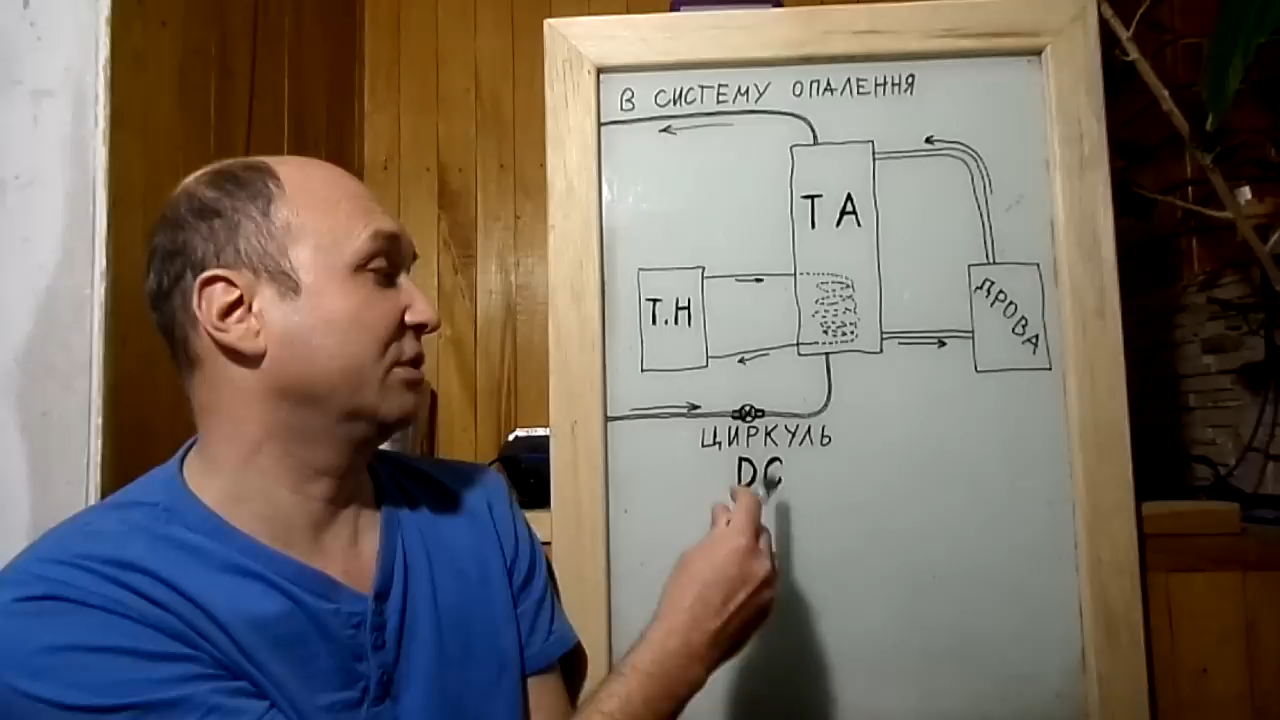 В СИСТЕМУ ОПАЛЕННЯ
ТА
Т.Н
ДРОВА
ЦИРКУЛЬ
DC